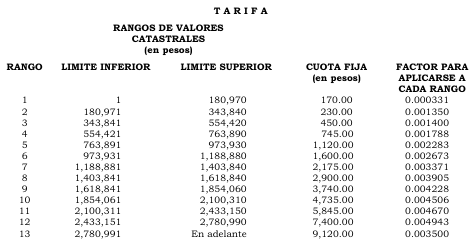 T A R I F A
RANGOS DE VALORES
CATASTRALES
(en pesos)
RANGO LIMITE INFERIOR LIMITE SUPERIOR CUOTA FIJA FACTOR PARA
(en pesos) APLICARSE A
CADA RANGO
1 1 180,970 170.00 0.000331
2 180,971 343,840 230.00 0.001350
3 343,841 554,420 450.00 0.001400
4 554,421 763,890 745.00 0.001788
5 763,891 973,930 1,120.00 0.002283
6 973,931 1,188,880 1,600.00 0.002673
7 1,188,881 1,403,840 2,175.00 0.003371
8 1,403,841 1,618,840 2,900.00 0.003905
9 1,618,841 1,854,060 3,740.00 0.004228
10 1,854,061 2,100,310 4,735.00 0.004506
11 2,100,311 2,433,150 5,845.00 0.004670
12 2,433,151 2,780,990 7,400.00 0.004943
13 2,780,991 En adelante 9,120.00 0.003500